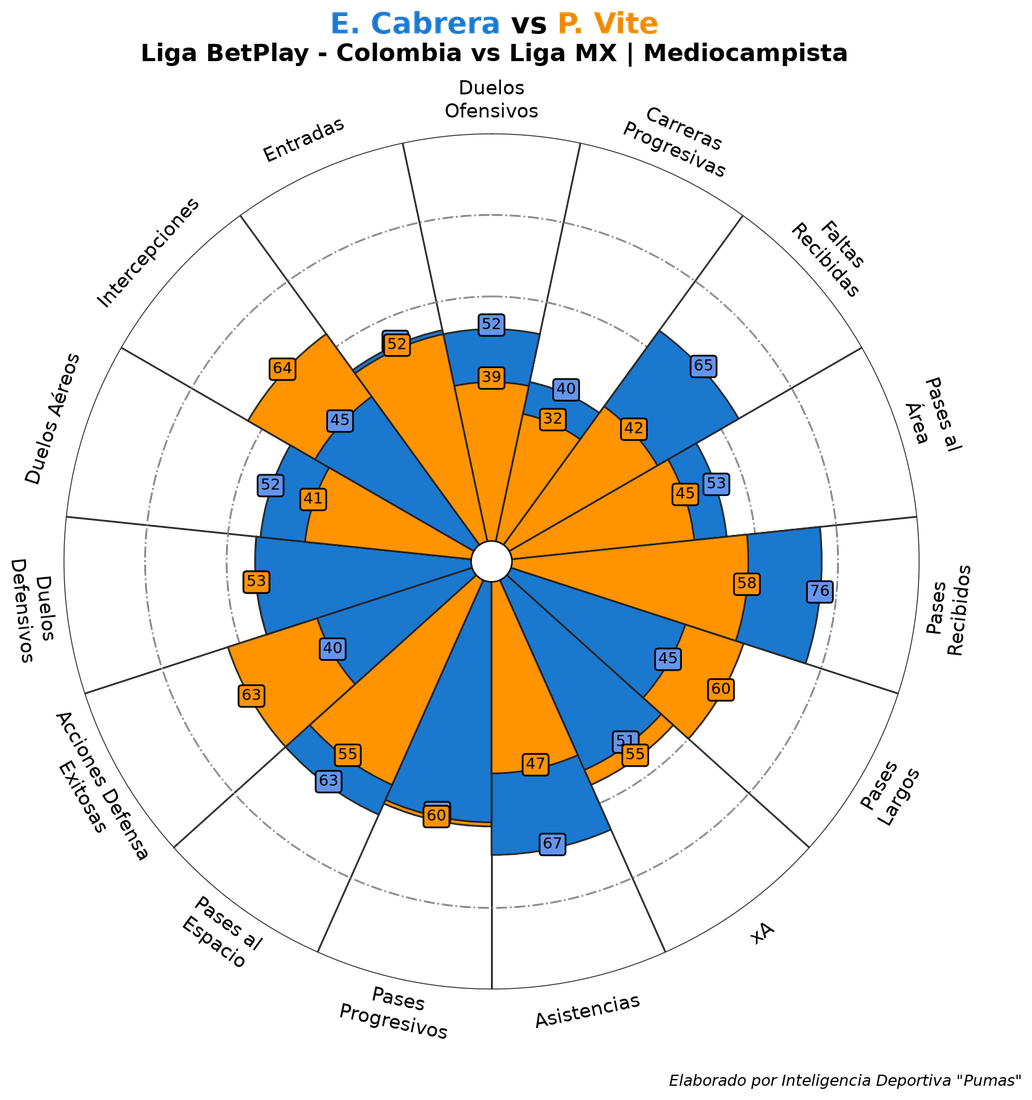 E. Cabrera vs P. Vite
Liga BetPlay - Colombia vs Liga MX | Mediocampista
Duelos
Ofensivos
Carreras
Progresivas
Faltas
Recibidas
Pases al
Área
Pases
Recibidos
Pases
Largos
xA
Asistencias
Pases
Progresivos
Pases al
Espacio
Acciones Defensa
Exitosas
Duelos
Defensivos
Duelos Aéreos
Intercepciones
Entradas
52
39
40
32
65
42
53
45
76
58
45
60
51
55
67
47
60
63
55
40
63
53
52
41
45
64
52
Elaborado por Inteligencia Deportiva "Pumas"